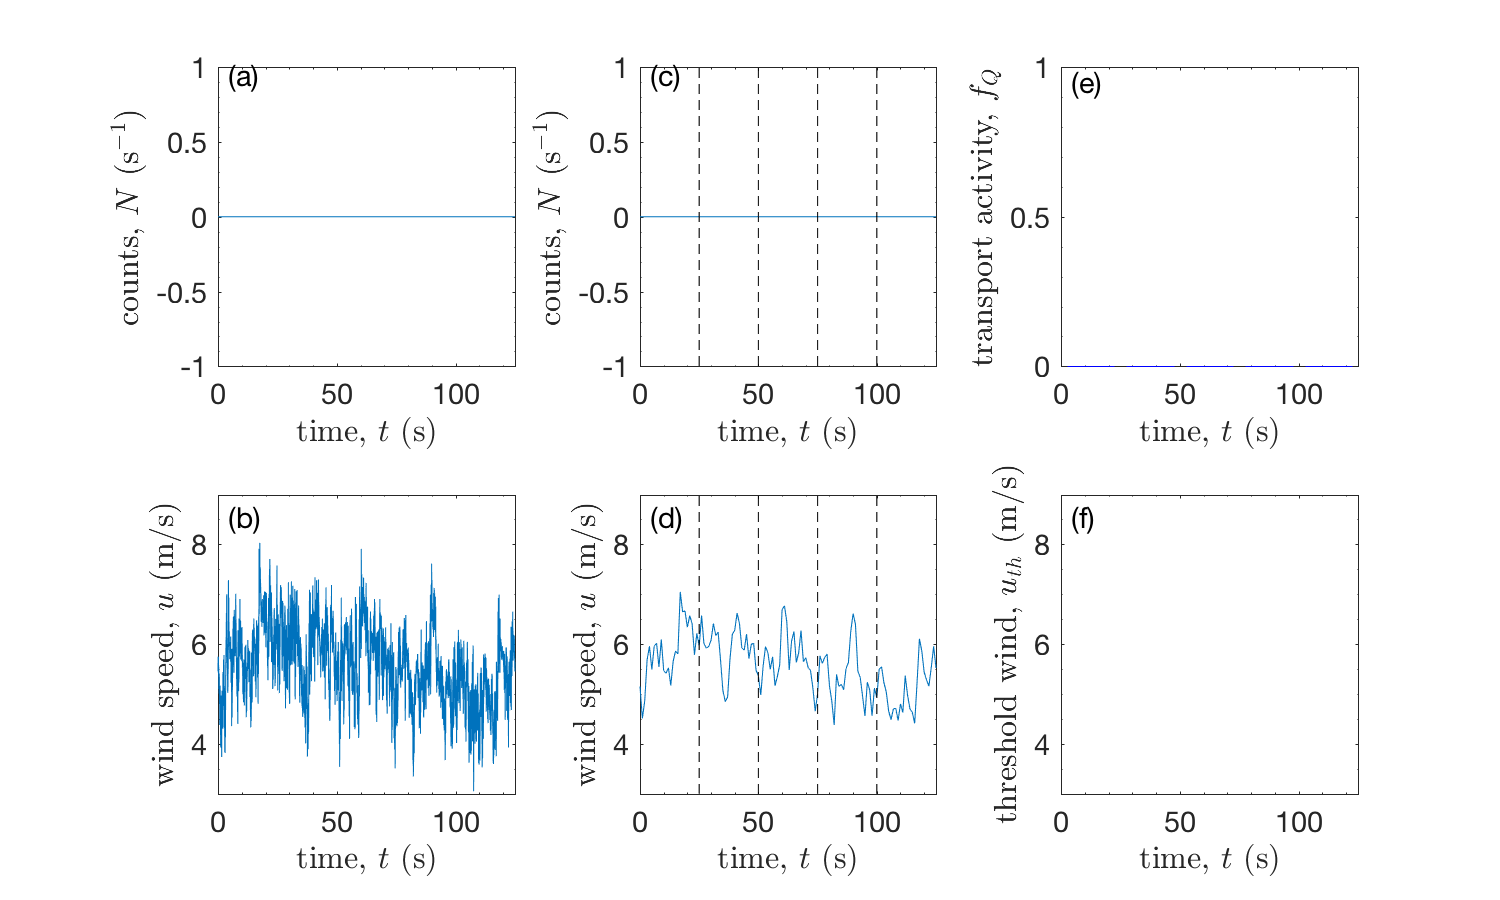 (a)
1
0.5
0
-0.5
-1
counts, N (s⁻¹)
0 50 100
time, t (s)
(c)
1
0.5
0
-0.5
-1
counts, N (s⁻¹)
0 50 100
time, t (s)
(e)
1
0.5
0
transport activity, f_Q
0 50 100
time, t (s)
(b)
8
6
4
wind speed, u (m/s)
0 50 100
time, t (s)
(d)
8
6
4
wind speed, u (m/s)
0 50 100
time, t (s)
(f)
8
6
4
threshold wind, u_th (m/s)
0 50 100
time, t (s)